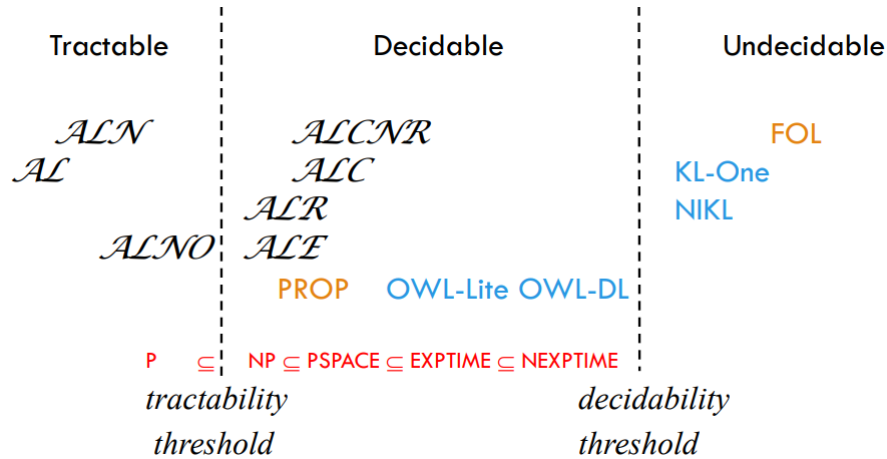 Tractable Decidable Undecidable
ALN ALCNR FOL
AL ALC KL-One
ALR NIKL
ALNO ALE
PROP OWL-Lite OWL-DL
P ⊆ NP ⊆ PSPACE ⊆ EXPTIME ⊆ NEXPTIME
tractability decidability
threshold threshold